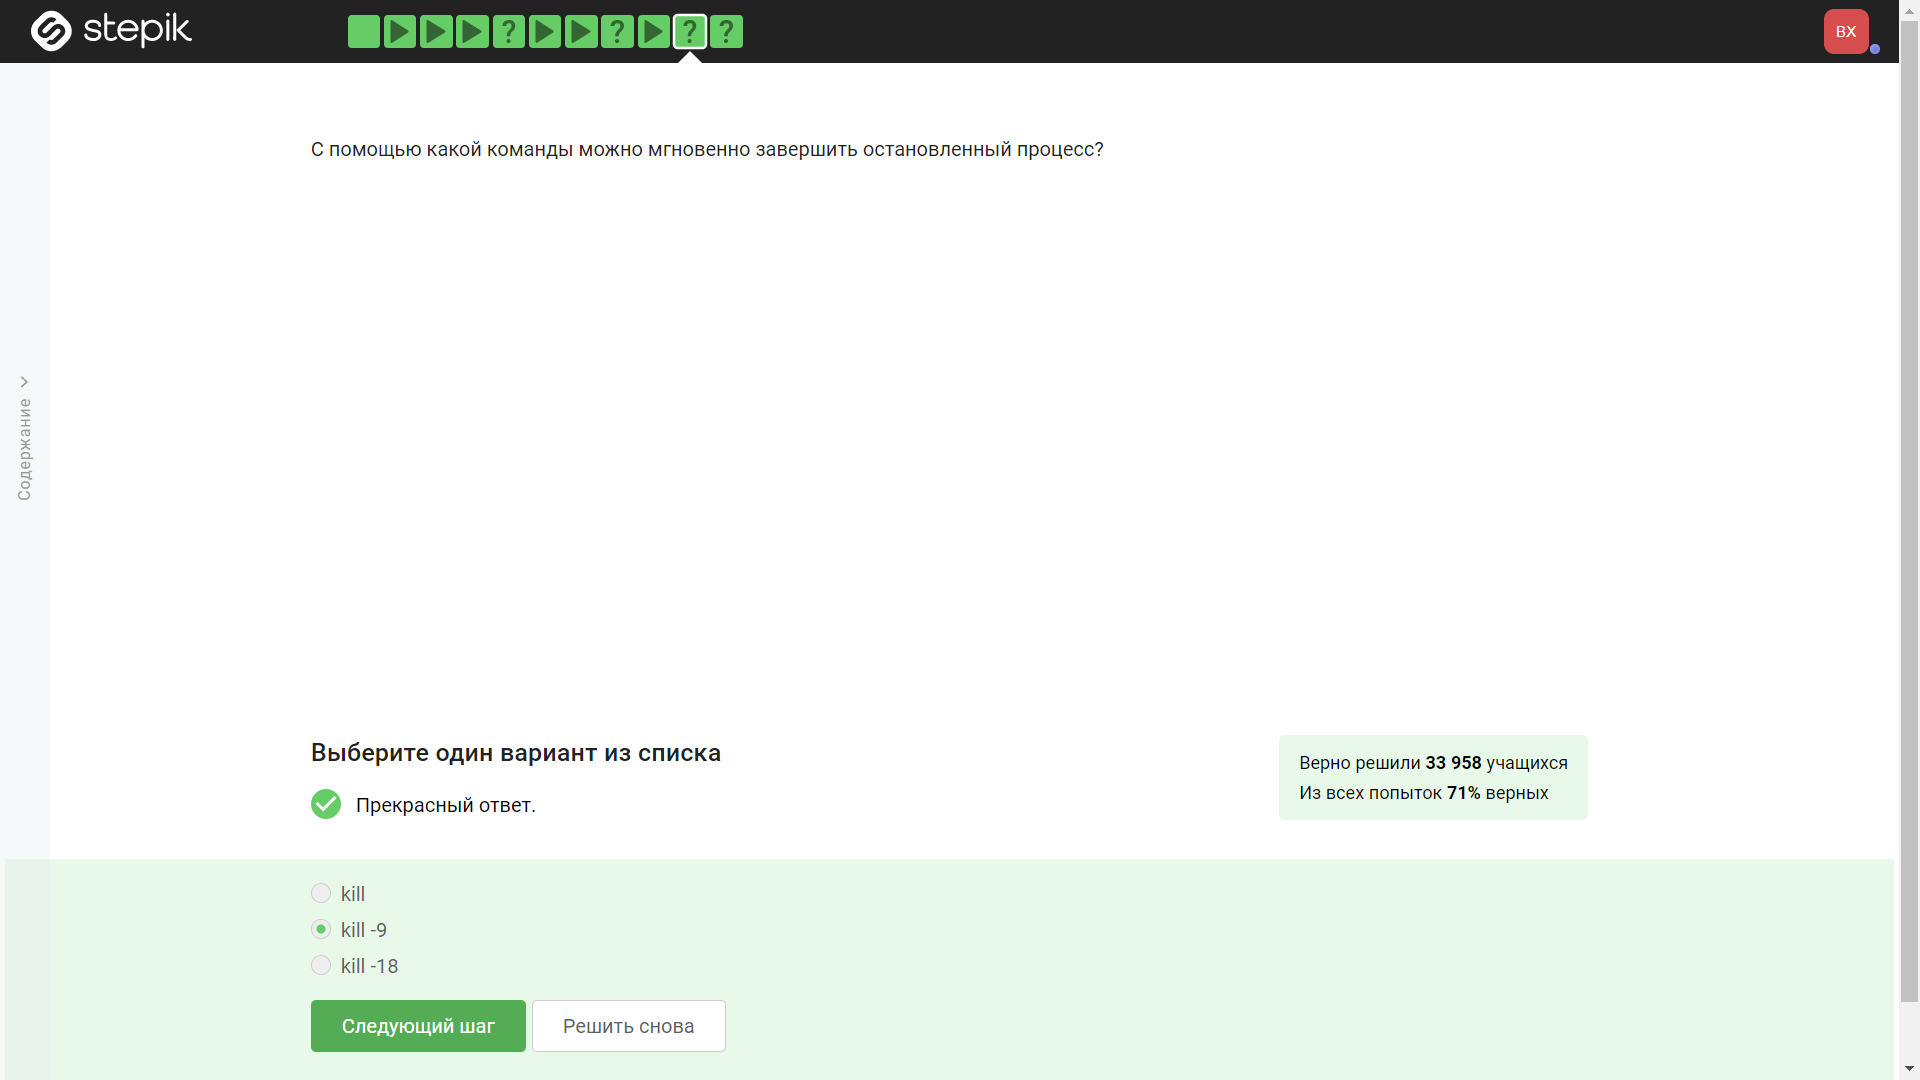 stepik
? ? ? ?
ВХ
С помощью какой команды можно мгновенно завершить остановленный процесс?
Содержание
Выберите один вариант из списка
Прекрасный ответ.
Верно решили 33 958 учащихся
Из всех попыток 71% верных
kill
kill -9
kill -18
Следующий шаг
Решить снова